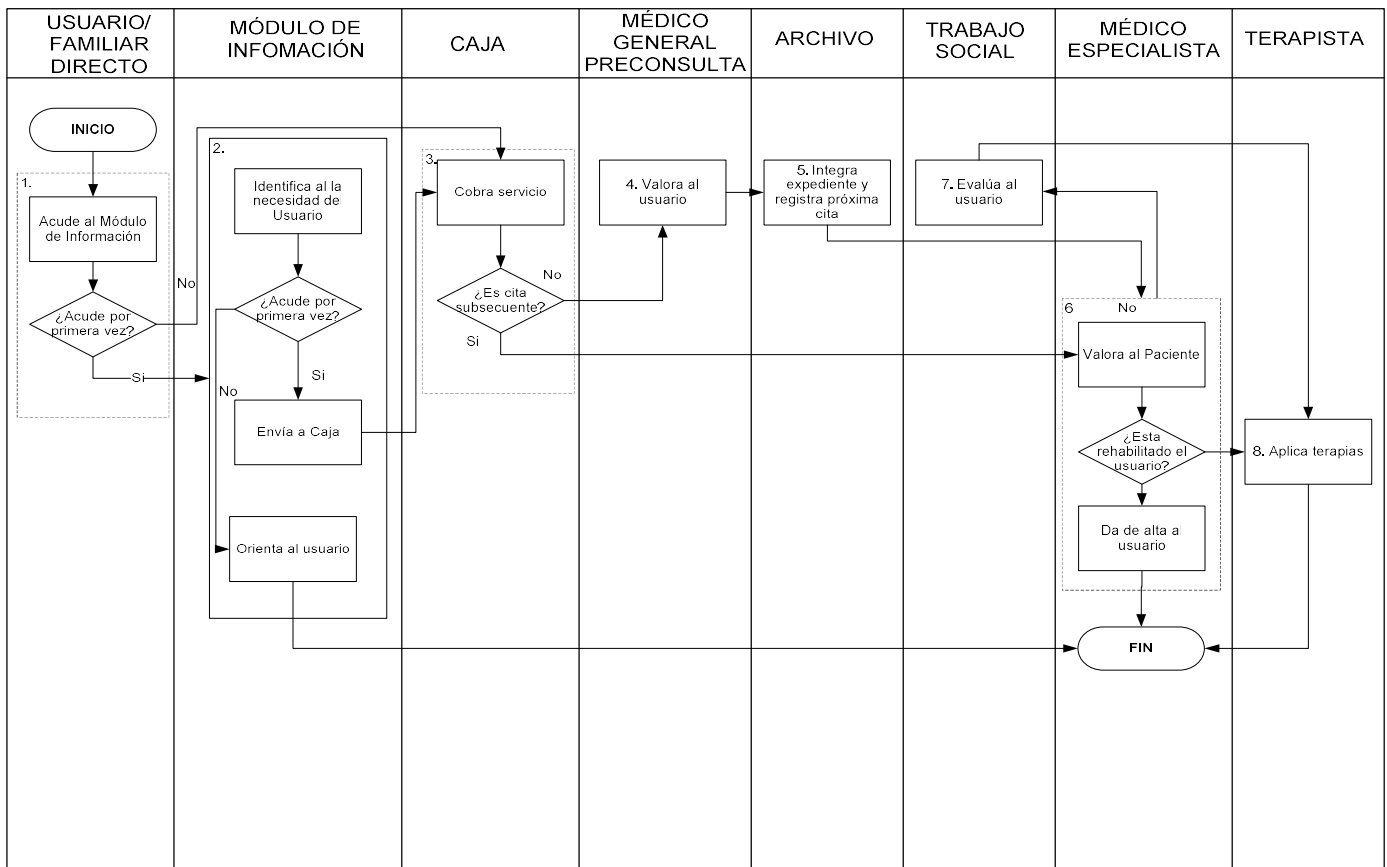 USUARIO/
FAMILIAR
DIRECTO
MÓDULO DE
INFOMACIÓN
CAJA
MÉDICO
GENERAL
PRECONSULTA
ARCHIVO
TRABAJO
SOCIAL
MÉDICO
ESPECIALISTA
TERAPISTA
INICIO
1.
Acude al Módulo
de Información
¿Acude por
primera vez?
No
Si
2.
Identifica al la
necesidad del
Usuario
¿Acude por
primera vez?
Si
No
Envía a Caja
Orienta al usuario
3.
Cobra servicio
¿Es cita
subsecuente?
No
Si
4. Valora al
usuario
5. Integra
expediente y
registra próxima
cita
7. Evalúa al
usuario
6
No
Valora al Paciente
¿Esta
rehabilitado el
usuario?
Da de alta al
usuario
FIN
8. Aplica terapias